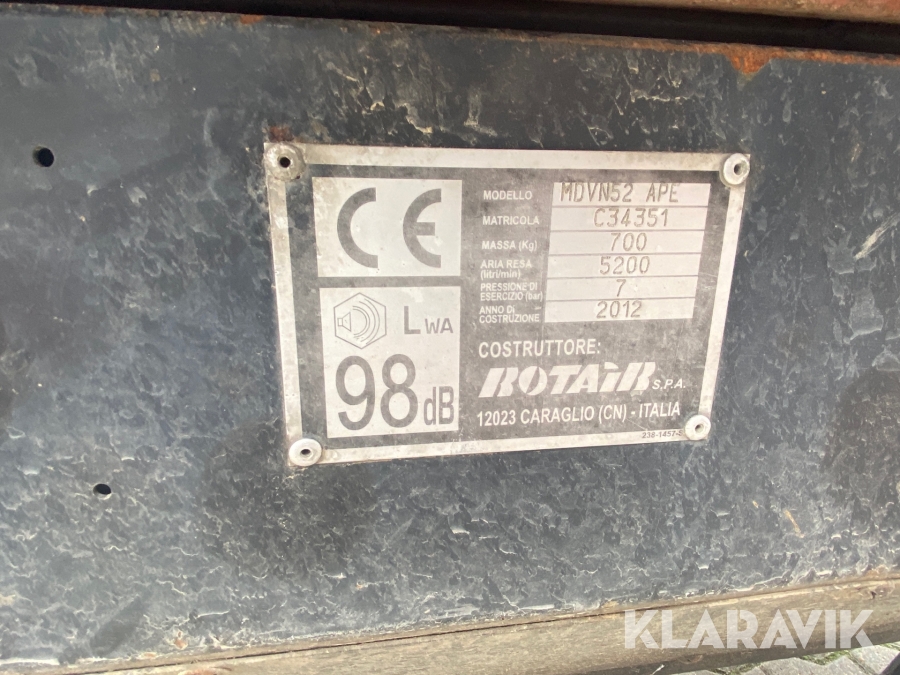 CE
LWA
98dB
MODELLO MDVN52 APE
MATRICOLA C34351
MASSA (Kg) 700
ARIA RESA
(litri/min) 5200
PRESSIONE DI
ESERCIZIO (bar) 7
ANNO DI
COSTRUZIONE 2012
COSTRUTTORE:
ROTAIR S.P.A.
12023 CARAGLIO (CN) - ITALIA
KLARAVIK